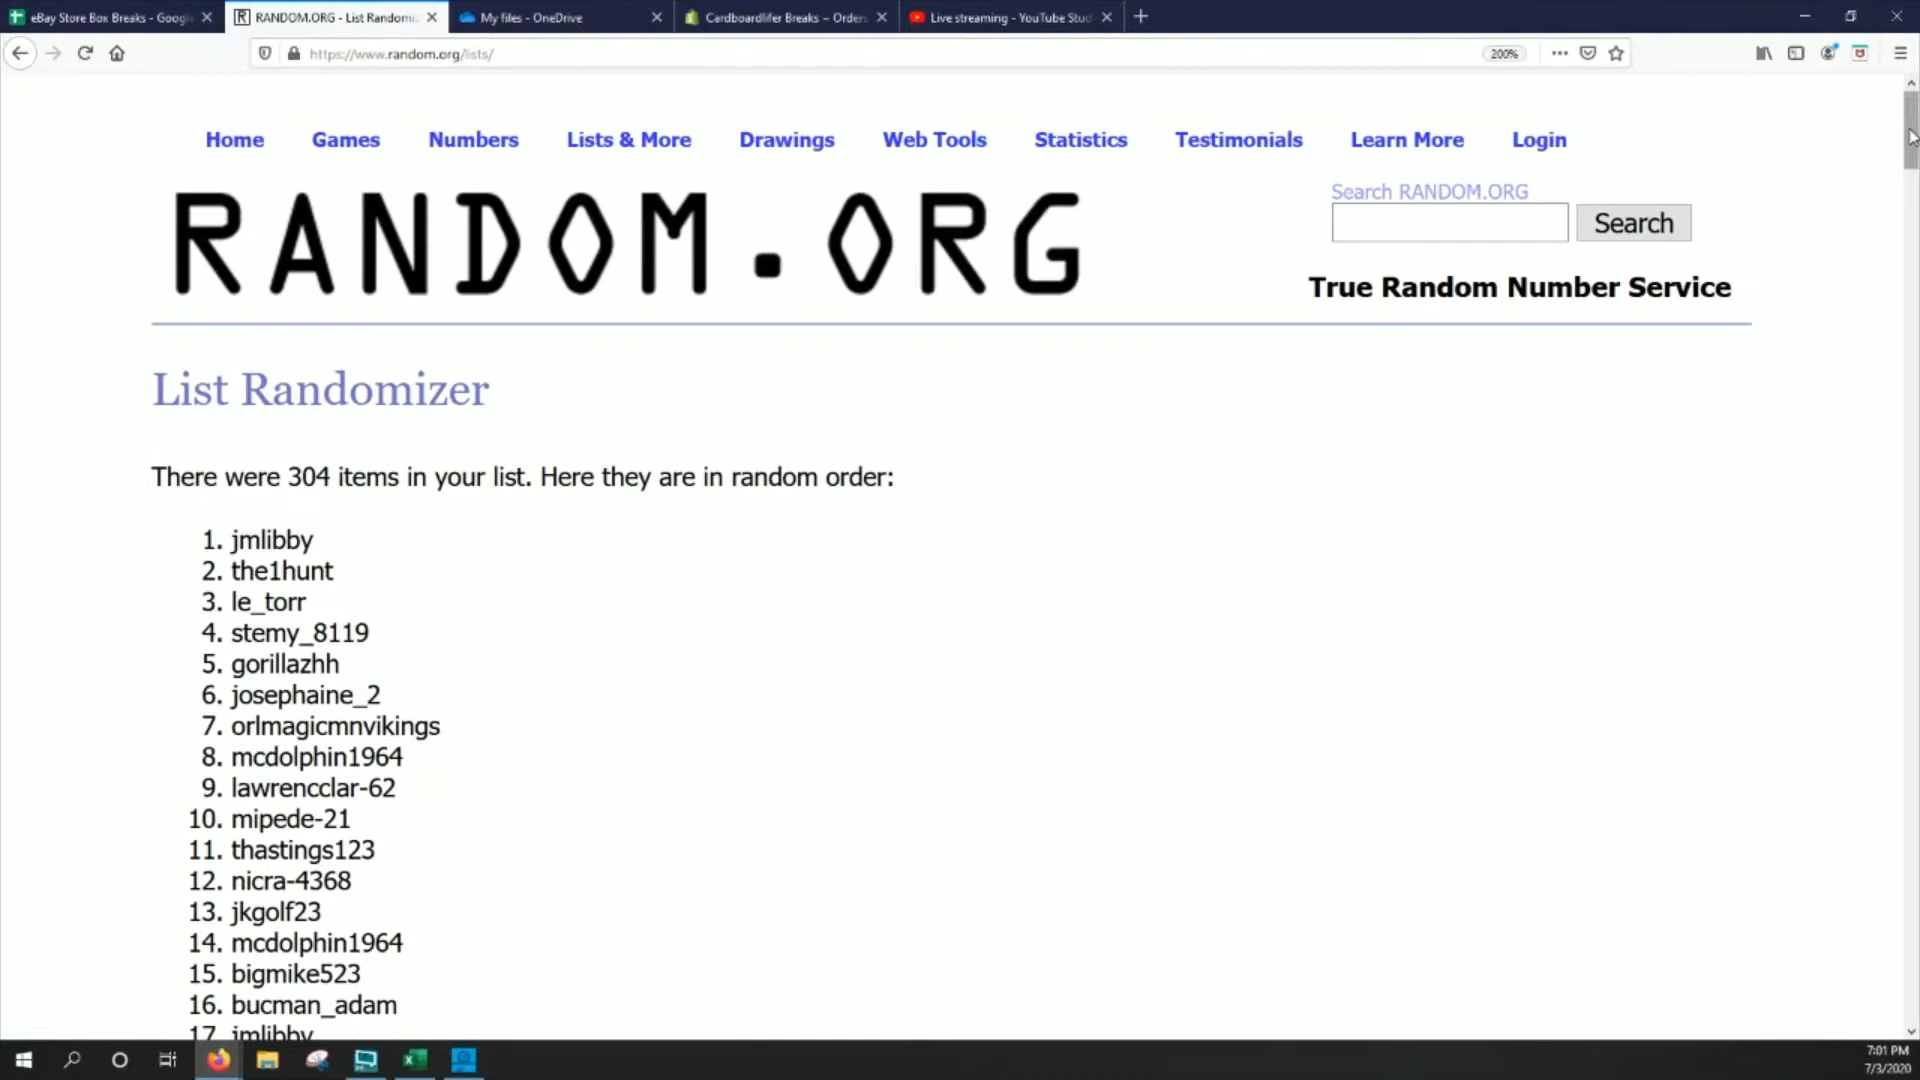 eBay Store Box Breaks - Googl
RANDOM.ORG - List Randomiz
My files - OneDrive
Cardboardlifer Breaks ~ Orders
Live streaming - YouTube Stud
https://www.random.org/lists/
200%
Home Games Numbers Lists & More Drawings Web Tools Statistics Testimonials Learn More Login
RANDOM.ORG
Search RANDOM.ORG
Search
True Random Number Service
List Randomizer
There were 304 items in your list. Here they are in random order:
1. jmlibby
2. the1hunt
3. le_torr
4. stemy_8119
5. gorillazhh
6. josephaine_2
7. orlmagicmnvikings
8. mcdolphin1964
9. lawrencclar-62
10. mipede-21
11. thastings123
12. nicra-4368
13. jkgolf23
14. mcdolphin1964
15. bigmike523
16. bucman_adam
17. jmlibby
7:01 PM
7/3/2020